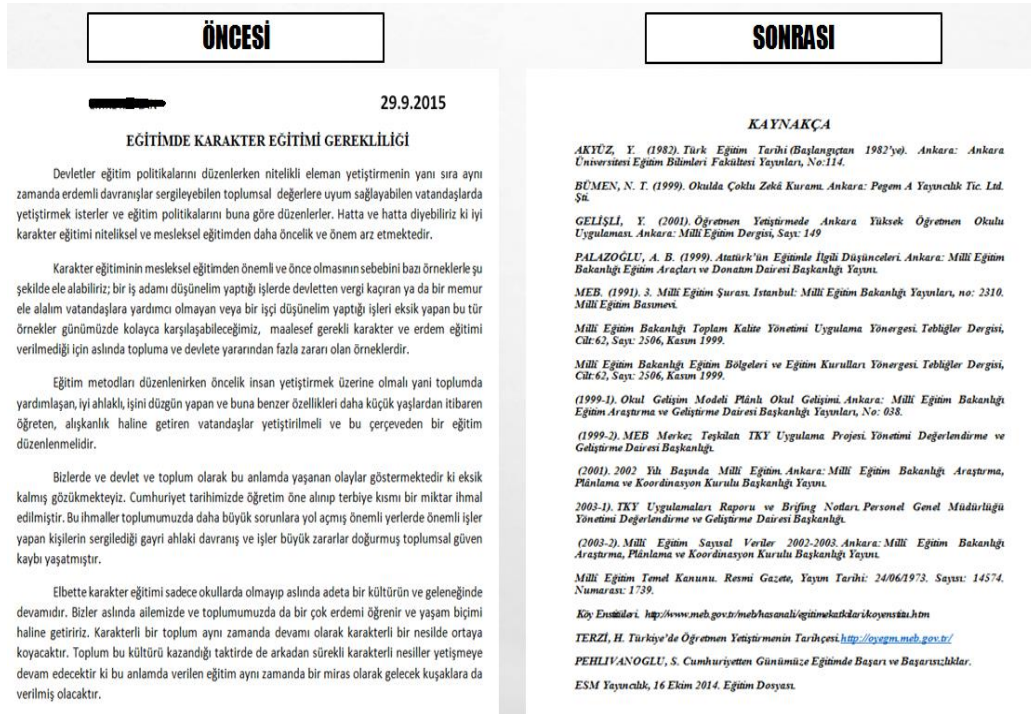 ÖNCESİ
29.9.2015
EĞİTİMDE KARAKTER EĞİTİMİ GEREKLİLİĞİ
Devletler eğitim politikalarını düzenlerken nitelikli eleman yetiştirmenin yanı sıra aynı
zamanda erdemli davranışlar sergileyebilen toplumsal değerlere uyum sağlayabilen vatandaşlarda
yetiştirmek isterler ve eğitim politikalarını buna göre düzenlerler. Hatta ve hatta diyebiliriz ki iyi
karakter eğitimi niteliksel ve mesleksel eğitimden daha öncelik ve önem arz etmektedir.
Karakter eğitiminin mesleksel eğitimden önemli ve önce olmasının sebebini bazı örneklerle şu
şekilde ele alabiliriz; bir iş adamı düşünelim yaptığı işlerde devletten vergi kaçıran ya da bir memur
ele alalım vatandaşlara yardımcı olmayan veya bir işçi düşünelim yaptığı işleri eksik yapan bu tür
örnekler günümüzde kolayca karşılaşabileceğimiz, maalesef gerekli karakter ve erdem eğitimi
verilmediği için aslında topluma ve devlete yararından fazla zararı olan örneklerdir.
Eğitim metodları düzenlenirken öncelik insan yetiştirmek üzerine olmalı yani toplumda
yardımlaşan, iyi ahlaklı, işini düzgün yapan ve buna benzer özellikleri daha küçük yaşlardan itibaren
öğreten, alışkanlık haline getiren vatandaşlar yetiştirilmeli ve bu çerçeveden bir eğitim
düzenlenmelidir.
Bizlerde ve devlet ve toplum olarak bu anlamda yaşanan olaylar göstermektedir ki eksik
kalmış gözükmekteyiz. Cumhuriyet tarihimizde öğretim öne alınıp terbiye kısmı bir miktar ihmal
edilmiştir. Bu ihmaller toplumumuzda daha büyük sorunlara yol açmış önemli yerlerde önemli işler
yapan kişilerin sergilediği gayri ahlaki davranış ve işler büyük zararlar doğurmuş toplumsal güven
kaybı yaşatmıştır.
Elbette karakter eğitimi sadece okullarda olmayıp aslında adeta bir kültürün ve geleneğinde
devamıdır. Bizler aslında ailemizde ve toplumumuzda da bir çok erdemi öğrenir ve yaşam biçimi
haline getiririz. Karakterli bir toplum aynı zamanda devamı olarak karakterli bir nesilde ortaya
koyacaktır. Toplum bu kültürü kazandığı taktirde de arkadan sürekli karakterli nesiller yetişmeye
devam edecektir ki bu anlamda verilen eğitim aynı zamanda bir miras olarak gelecek kuşaklara da
verilmiş olacaktır.
SONRASI
KAYNAKÇA
AKYÜZ, Y. (1982). Türk Eğitim Tarihi (Başlangıçtan 1982'ye). Ankara: Ankara
Üniversitesi Eğitim Bilimleri Fakültesi Yayınları, No:114.
BÜMEN, N. T. (1999). Okulda Çoklu Zekâ Kuramı. Ankara: Pegem A Yayıncılık Tic. Ltd.
Şti.
GELİŞLİ, Y. (2001). Öğretmen Yetiştirmede Ankara Yüksek Öğretmen Okulu
Uygulaması. Ankara: Millî Eğitim Dergisi, Sayı: 149
PALAZOĞLU, A. B. (1999). Atatürk'ün Eğitimle İlgili Düşünceleri. Ankara: Millî Eğitim
Bakanlığı Eğitim Araçları ve Donatım Dairesi Başkanlığı Yayını.
MEB. (1991). 3. Millî Eğitim Şurası. Istanbul: Millî Eğitim Bakanlığı Yayınları, no: 2310.
Millî Eğitim Basımevi.
Millî Eğitim Bakanlığı Toplam Kalite Yönetimi Uygulama Yönergesi. Tebliğler Dergisi,
Cilt:62, Sayı: 2506, Kasım 1999.
Millî Eğitim Bakanlığı Eğitim Bölgeleri ve Eğitim Kurulları Yönergesi. Tebliğler Dergisi,
Cilt:62, Sayı: 2506, Kasım 1999.
(1999-1). Okul Gelişim Modeli Plânlı Okul Gelişimi. Ankara: Millî Eğitim Bakanlığı
Eğitim Araştırma ve Geliştirme Dairesi Başkanlığı Yayınları, No: 038.
(1999-2). MEB Merkez Teşkilatı TKY Uygulama Projesi. Yönetimi Değerlendirme ve
Geliştirme Dairesi Başkanlığı.
(2001). 2002 Yılı Başında Millî Eğitim. Ankara: Millî Eğitim Bakanlığı Araştırma,
Plânlama ve Koordinasyon Kurulu Başkanlığı Yayını.
2003-1). TKY Uygulamaları Raporu ve Brifing Notları. Personel Genel Müdürlüğü
Yönetimi Değerlendirme ve Geliştirme Dairesi Başkanlığı.
(2003-2). Millî Eğitim Sayısal Veriler 2002-2003. Ankara: Millî Eğitim Bakanlığı
Araştırma, Plânlama ve Koordinasyon Kurulu Başkanlığı Yayını.
Millî Eğitim Temel Kanunu. Resmi Gazete, Yayım Tarihi: 24/06/1973. Sayısı: 14574.
Numarası: 1739.
Köy Enstitüleri. http://www.meb.gov.tr/meb/hasanali/egitimekatkilari/koyenstitu.htm
TERZİ, H. Türkiye'de Öğretmen Yetiştirmenin Tarihçesi. http://oyegm.meb.gov.tr/
PEHLIVANOGLU, S. Cumhuriyetten Günümüze Eğitimde Başarı ve Başarısızlıklar.
ESM Yayıncılık, 16 Ekim 2014. Eğitim Dosyası.